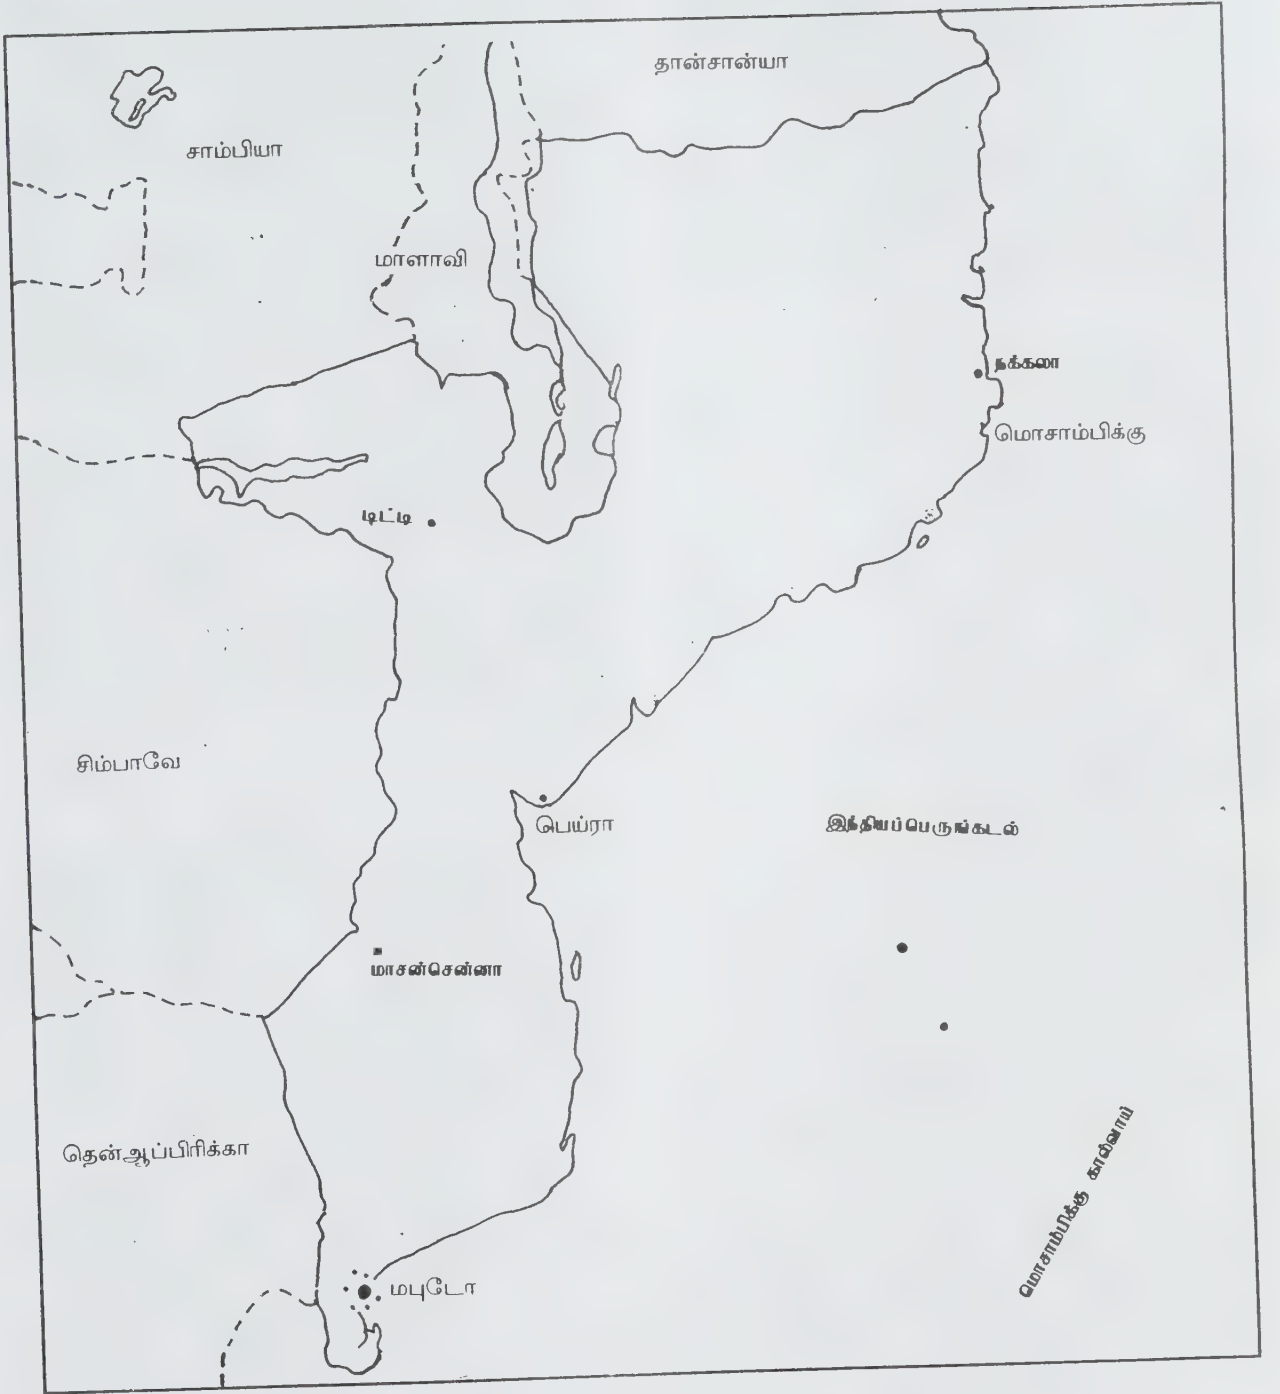 தான்சான்யா
சாம்பியா
மாளாவி
நக்கலா
மொசாம்பிக்கு
டிட்டி
சிம்பாவே
பெய்ரா
இந்தியப்பெருங்கடல்
மாசன்சென்னா
தென்ஆப்பிரிக்கா
மொசாம்பிக்கு கால்வாய்
மபுடோ